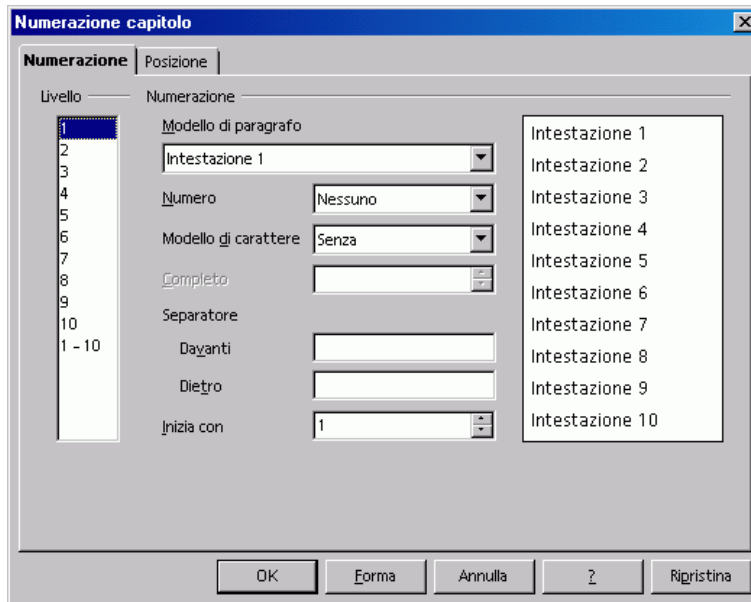 Numerazione capitolo
Numerazione Posizione
Livello Numerazione
1
2
3
4
5
6
7
8
9
10
1 - 10
Modello di paragrafo
Intestazione 1
Numero Nessuno
Modello di carattere Senza
Completo
Separatore
Davanti
Dietro
Inizia con 1
Intestazione 1
Intestazione 2
Intestazione 3
Intestazione 4
Intestazione 5
Intestazione 6
Intestazione 7
Intestazione 8
Intestazione 9
Intestazione 10
OK Forma Annulla ? Ripristina